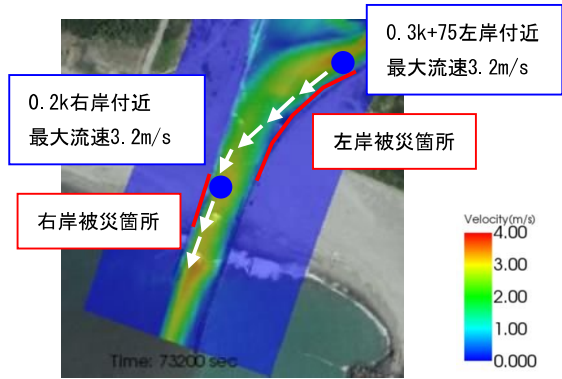 0.3k+75左岸付近
最大流速3.2m/s
0.2k右岸付近
最大流速3.2m/s
左岸被災箇所
右岸被災箇所
Velocity(m/s)
4.00
3.00
2.00
1.00
0.000
Time: 73200 sec